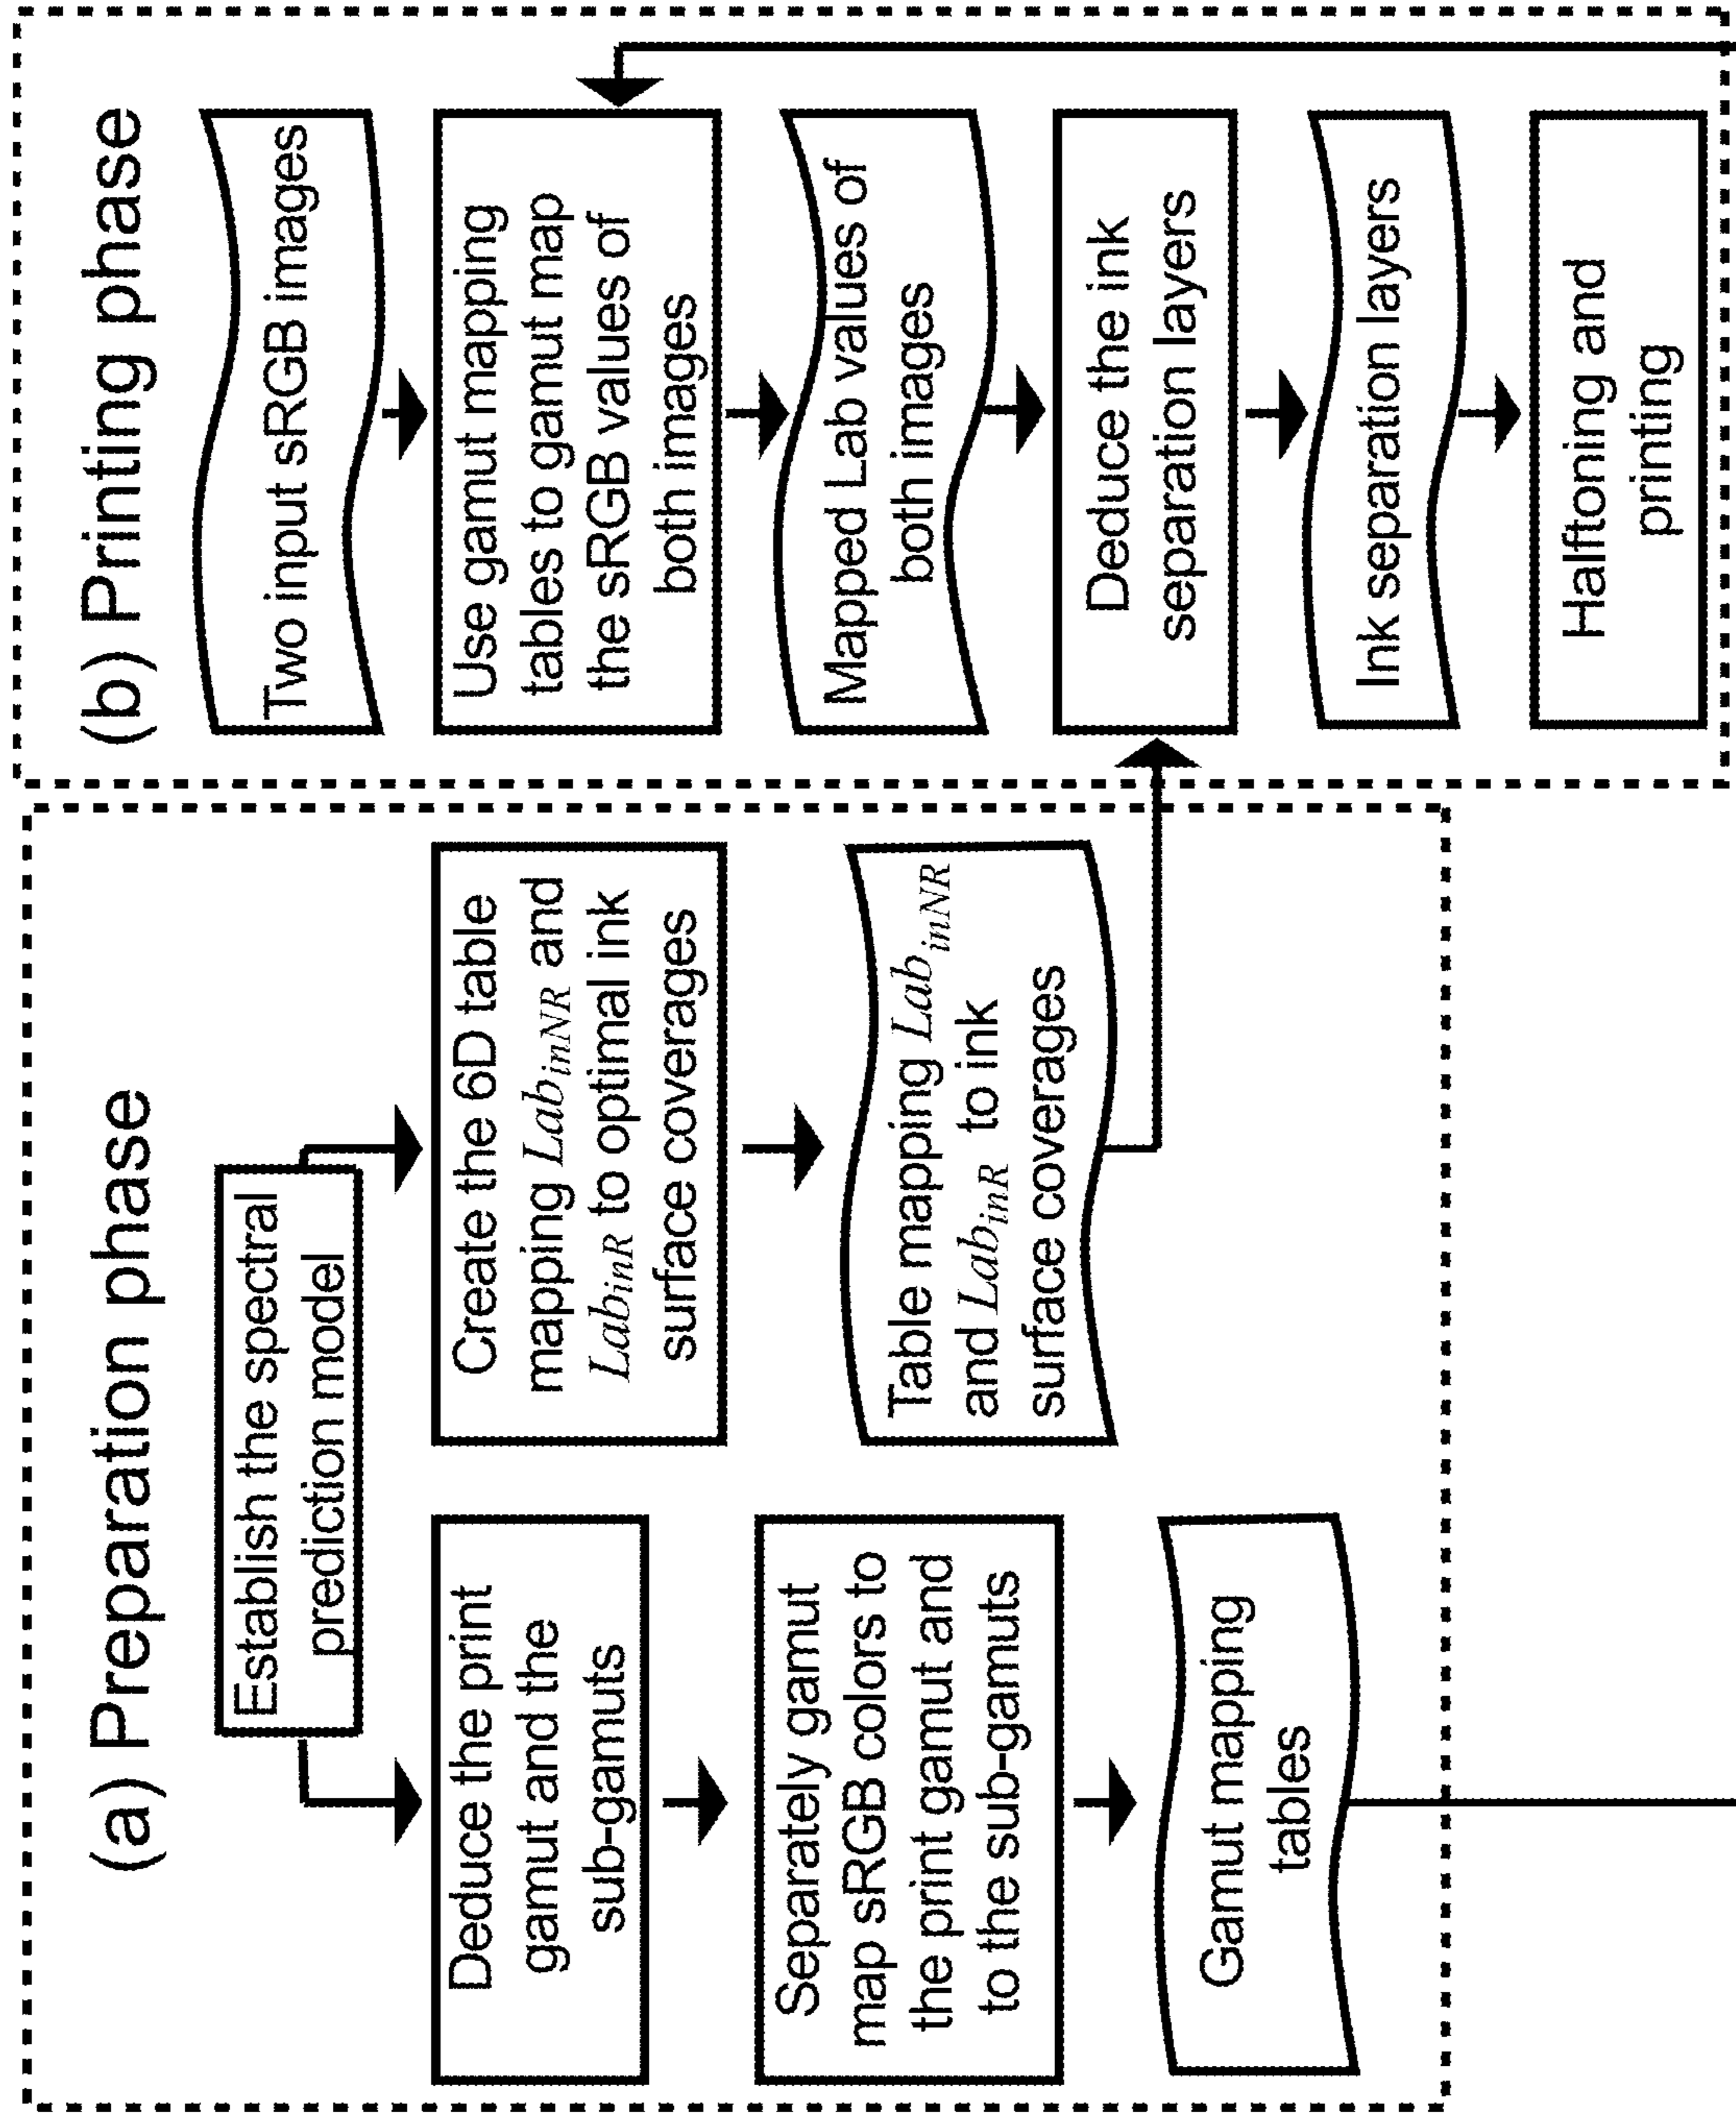 (a) Preparation phase
Establish the spectral
prediction model
Deduce the print
gamut and the
sub-gamuts
Separately gamut
map sRGB colors to
the print gamut and
to the sub-gamuts
Gamut mapping
tables
Create the 6D table
mapping Lab_inNR and
Lab_inR to optimal ink
surface coverages
Table mapping Lab_inNR
and Lab_inR to ink
surface coverages
(b) Printing phase
Two input sRGB images
Use gamut mapping
tables to gamut map
the sRGB values of
both images
Mapped Lab values of
both images
Deduce the ink
separation layers
Ink separation layers
Halftoning and
printing